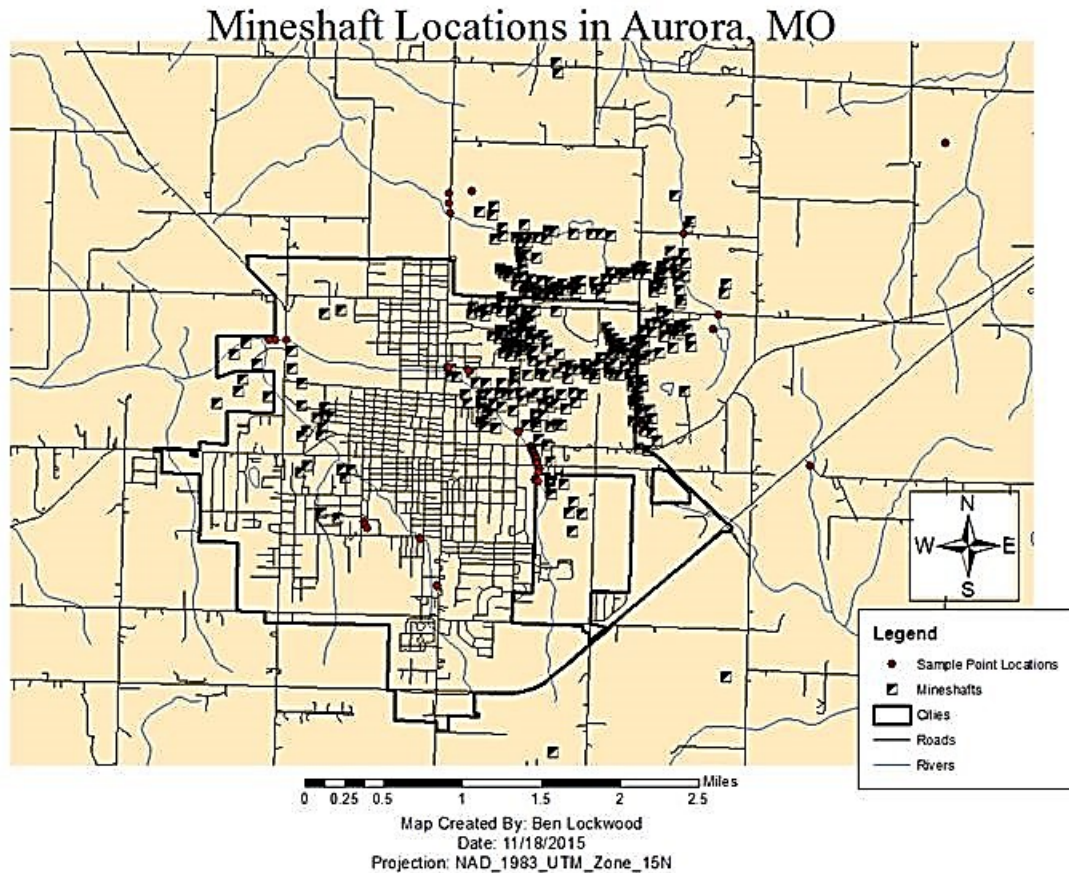 Mineshaft Locations in Aurora, MO
N
W E
S
Legend
Sample Point Locations
Mineshafts
Cities
Roads
Rivers
Miles
0 0.25 0.5 1 1.5 2 2.5
Map Created By: Ben Lockwood
Date: 11/18/2015
Projection: NAD_1983_UTM_Zone_15N